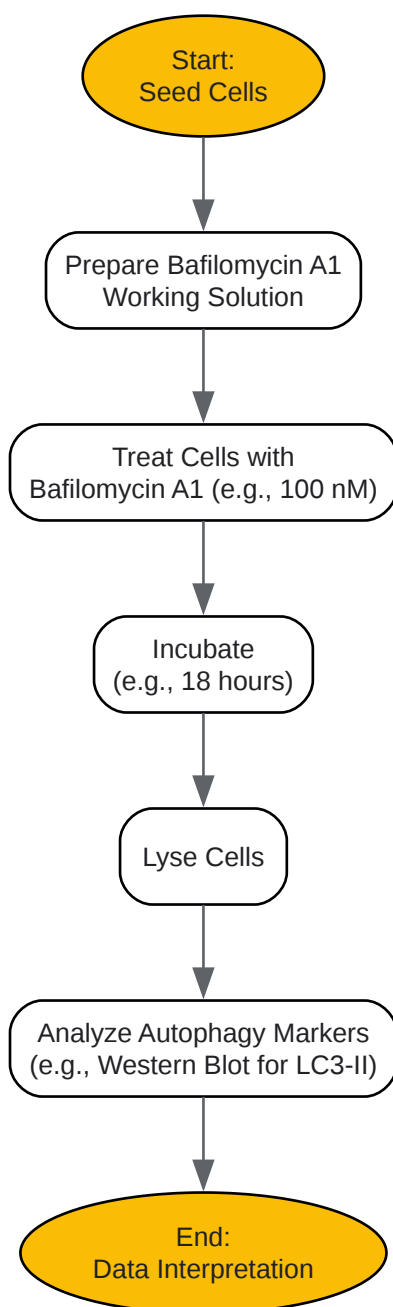 Start:
Seed Cells
Prepare Bafilomycin A1
Working Solution
Treat Cells with
Bafilomycin A1 (e.g., 100 nM)
Incubate
(e.g., 18 hours)
Lyse Cells
Analyze Autophagy Markers
(e.g., Western Blot for LC3-II)
End:
Data Interpretation